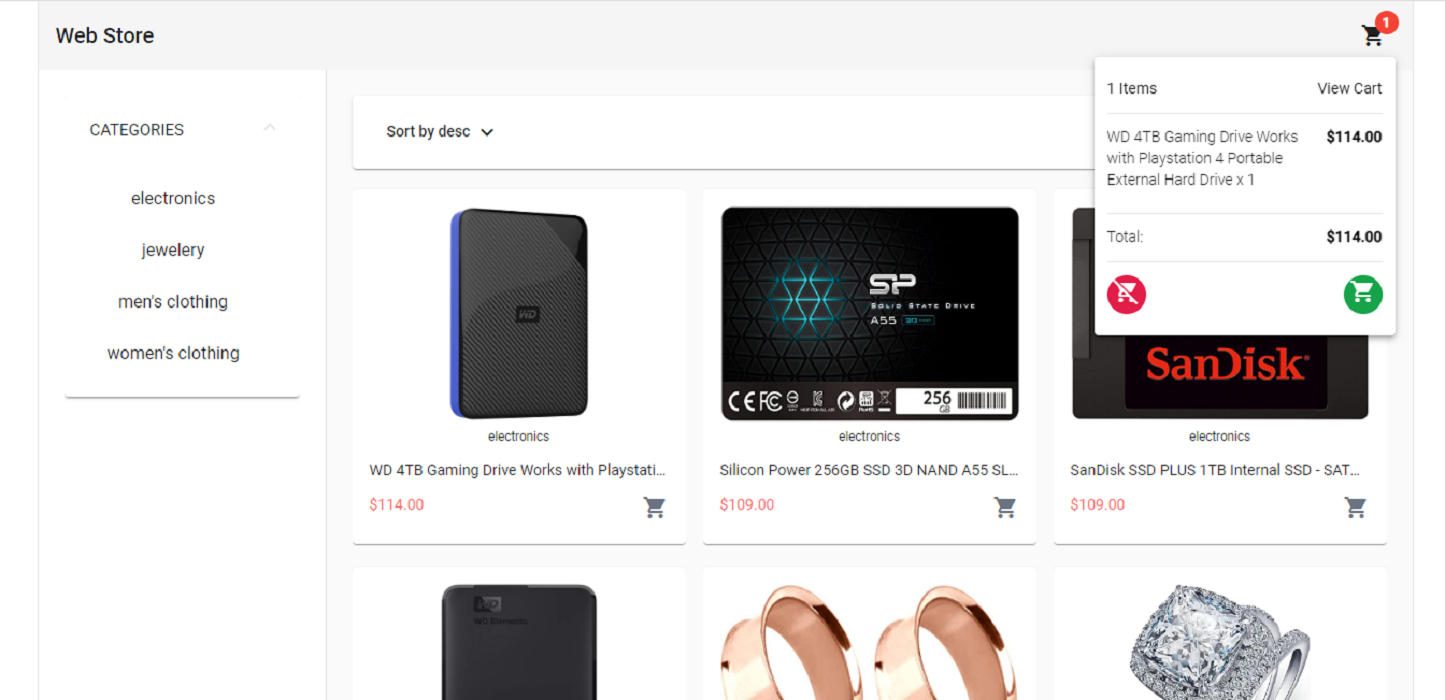 Web Store
1
1 Items
View Cart
WD 4TB Gaming Drive Works
with Playstation 4 Portable
External Hard Drive x 1
$114.00
Total:
$114.00
CATEGORIES
electronics
jewelery
men's clothing
women's clothing
Sort by desc
WD
electronics
WD 4TB Gaming Drive Works with Playstati...
$114.00
SP
SOLID STATE DRIVE
A55
CE FC
256
GB
electronics
Silicon Power 256GB SSD 3D NAND A55 SL...
$109.00
SanDisk
electronics
SanDisk SSD PLUS 1TB Internal SSD - SAT...
$109.00
WD
WD Elements